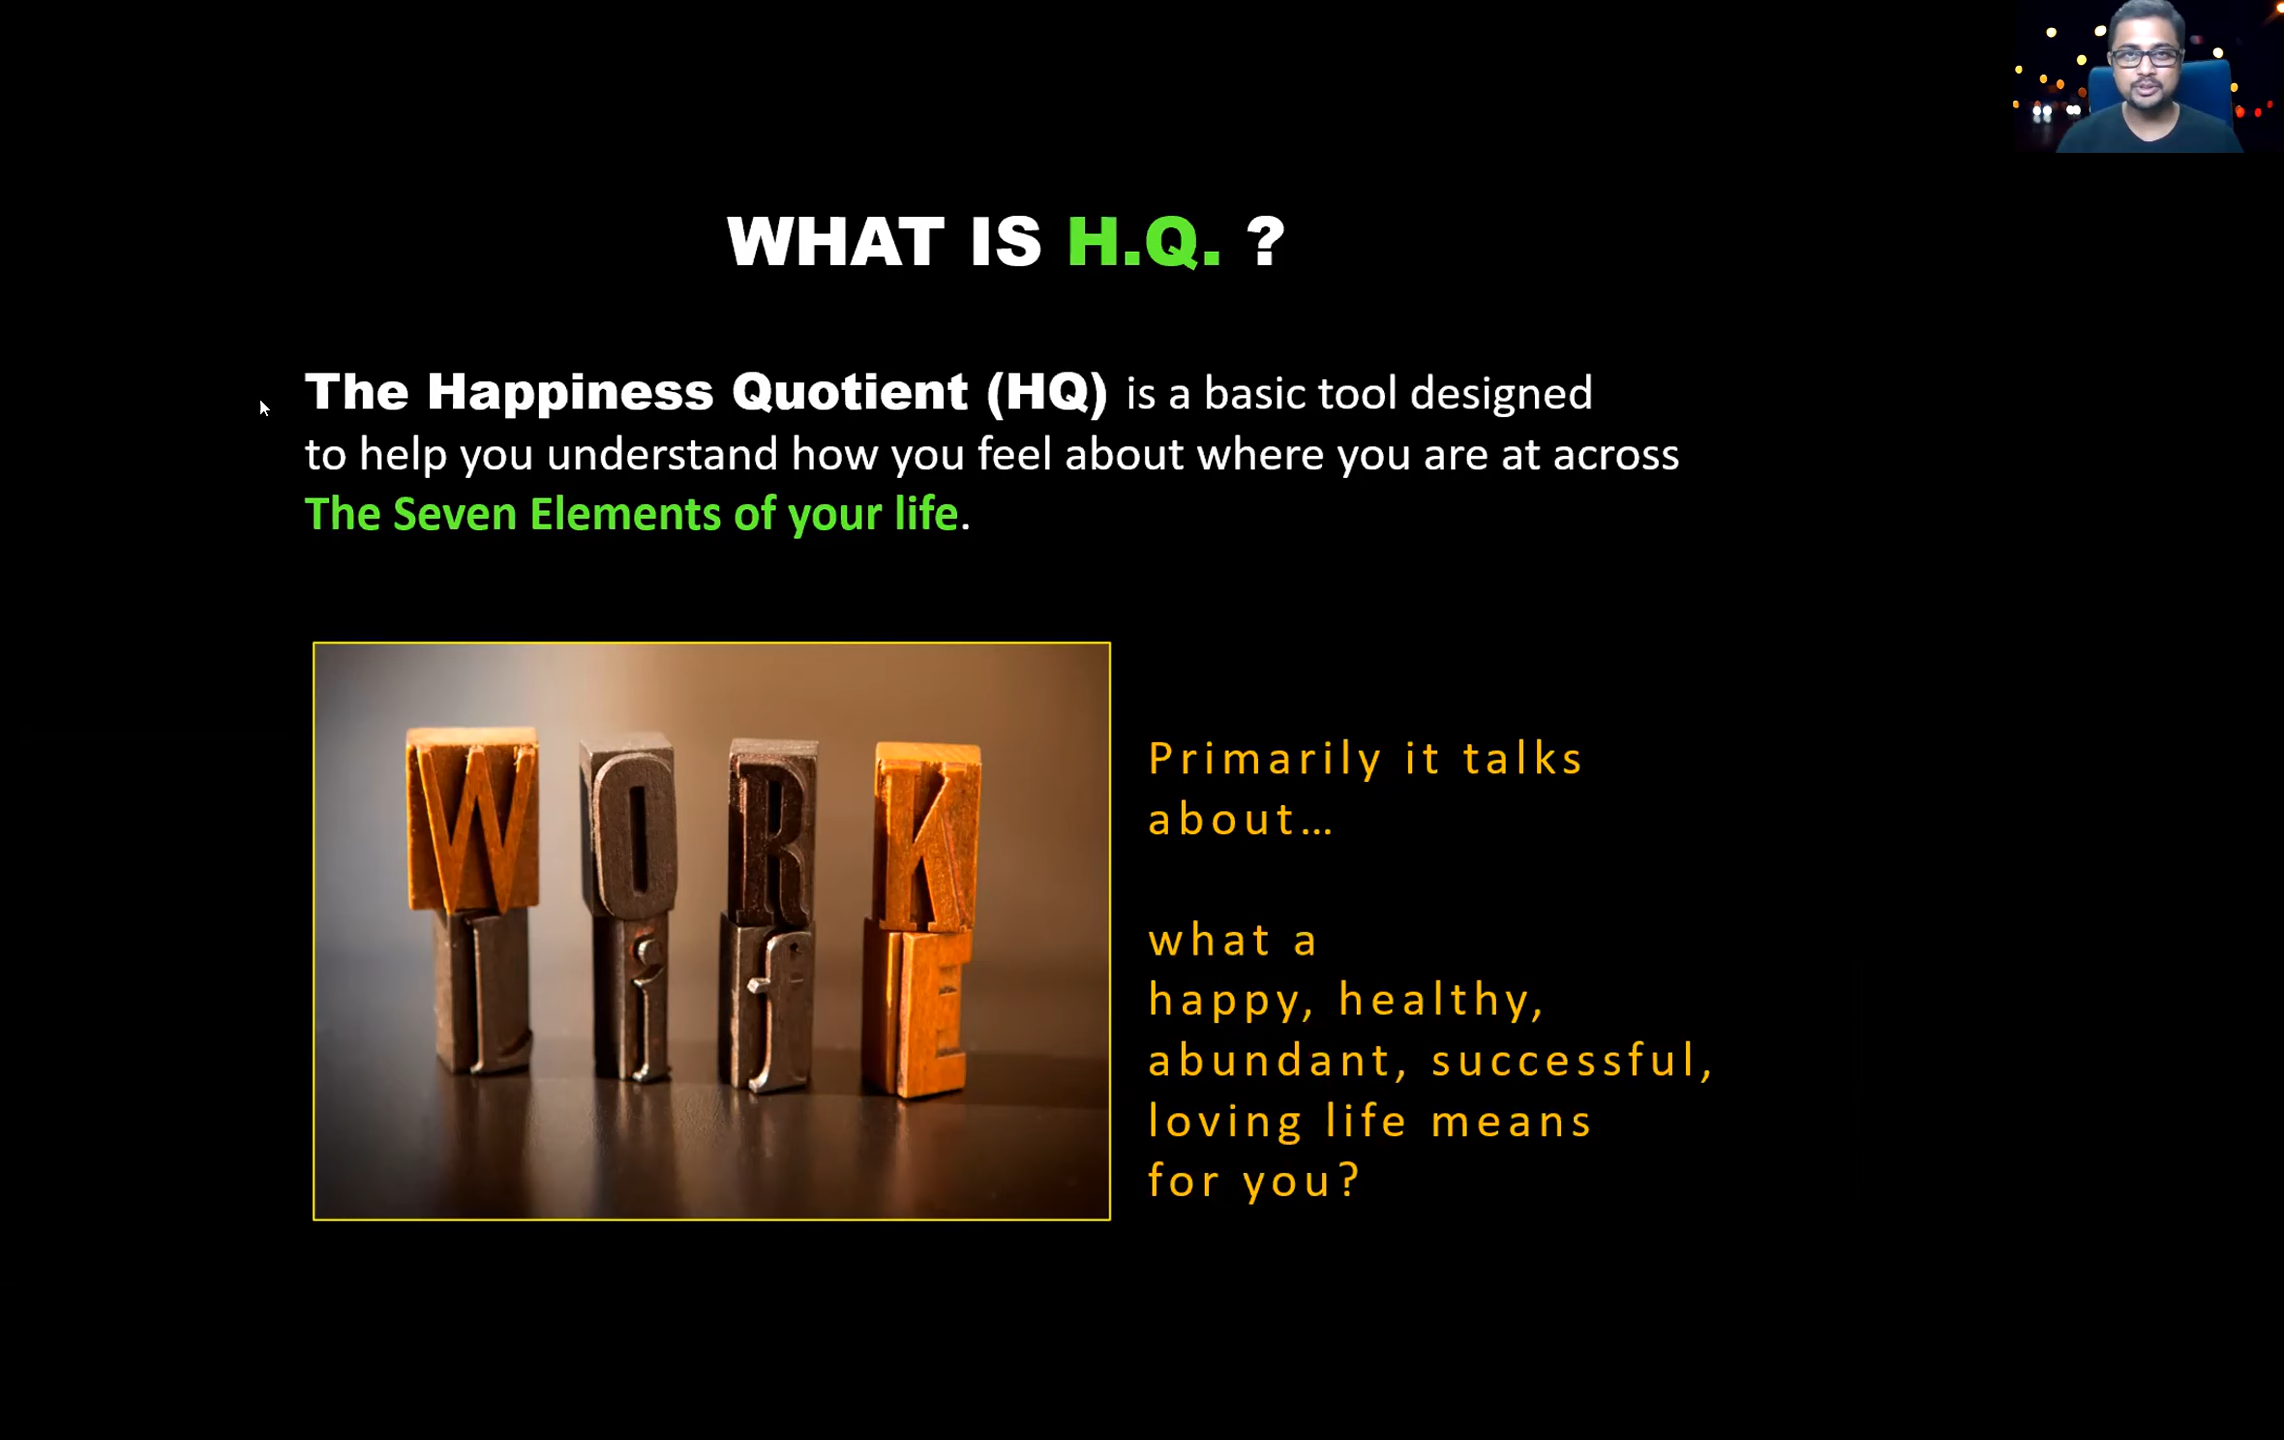 WHAT IS H.Q. ?
The Happiness Quotient (HQ) is a basic tool designed
to help you understand how you feel about where you are at across
The Seven Elements of your life.
WORK
Life
Primarily it talks
about...
what a
happy, healthy,
abundant, successful,
loving life means
for you?